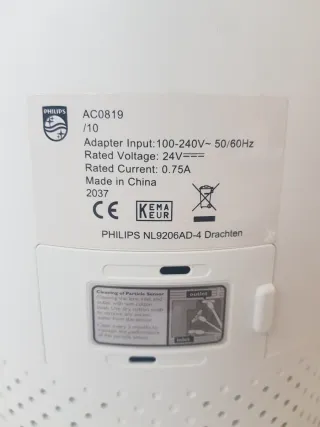 PHILIPS
AC0819
/10
Adapter Input:100-240V~ 50/60Hz
Rated Voltage: 24V⎓
Rated Current: 0.75A
Made in China
2037
CE
KEMA
KEUR
PHILIPS NL9206AD-4 Drachten
Cleaning of Particle Sensor
outlet
inlet